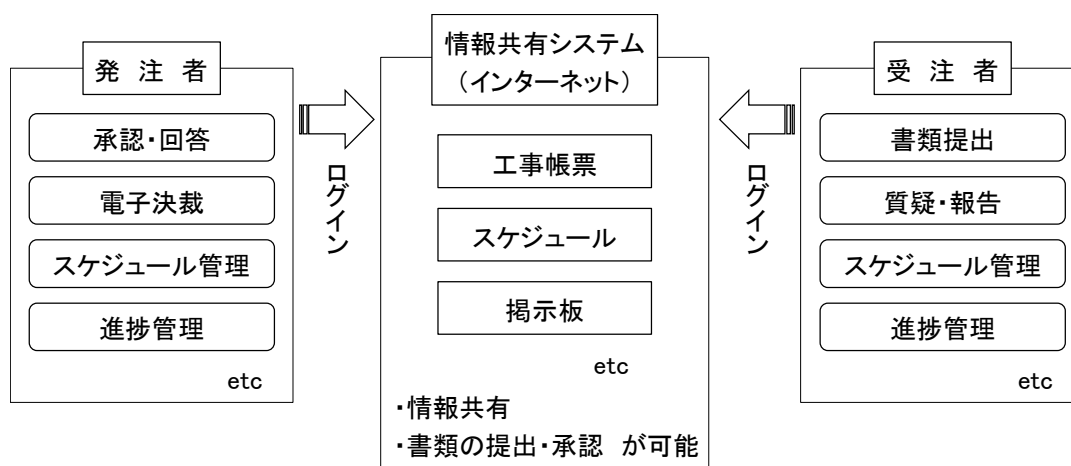 発 注 者
承認・回答
電子決裁
スケジュール管理
進捗管理
etc
ログイン
情報共有システム
（インターネット）
工事帳票
スケジュール
掲示板
etc
・情報共有
・書類の提出・承認 が可能
ログイン
受 注 者
書類提出
質疑・報告
スケジュール管理
進捗管理
etc